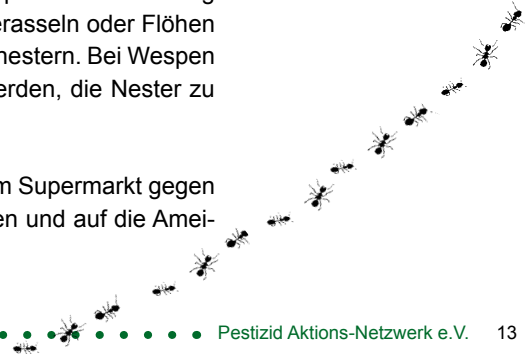 erasseln oder Flöhen
nestern. Bei Wespen
erden, die Nester zu
m Supermarkt gegen
en und auf die Amei-
Pestizid Aktions-Netzwerk e.V. 13